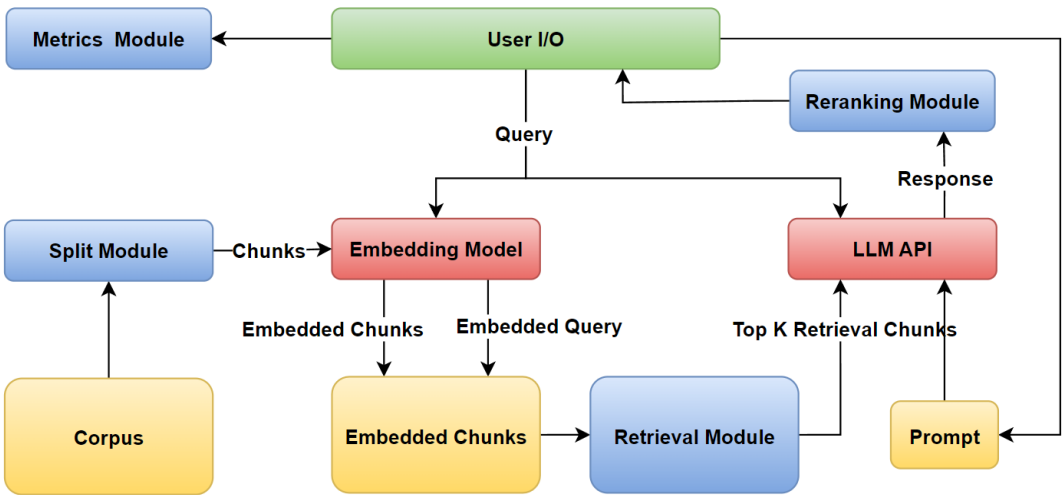 Metrics  Module
User I/O
Reranking Module
Query
Response
Split Module
Chunks
Embedding Model
LLM API
Embedded Chunks
Embedded Query
Top K Retrieval Chunks
Corpus
Embedded Chunks
Retrieval Module
Prompt